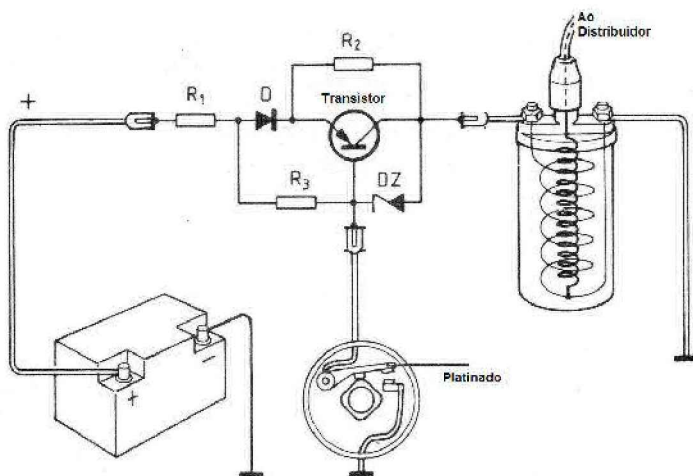 Ao
Distribuidor
R2
+
R1
D
Transistor
R3
DZ
-
+
Platinado